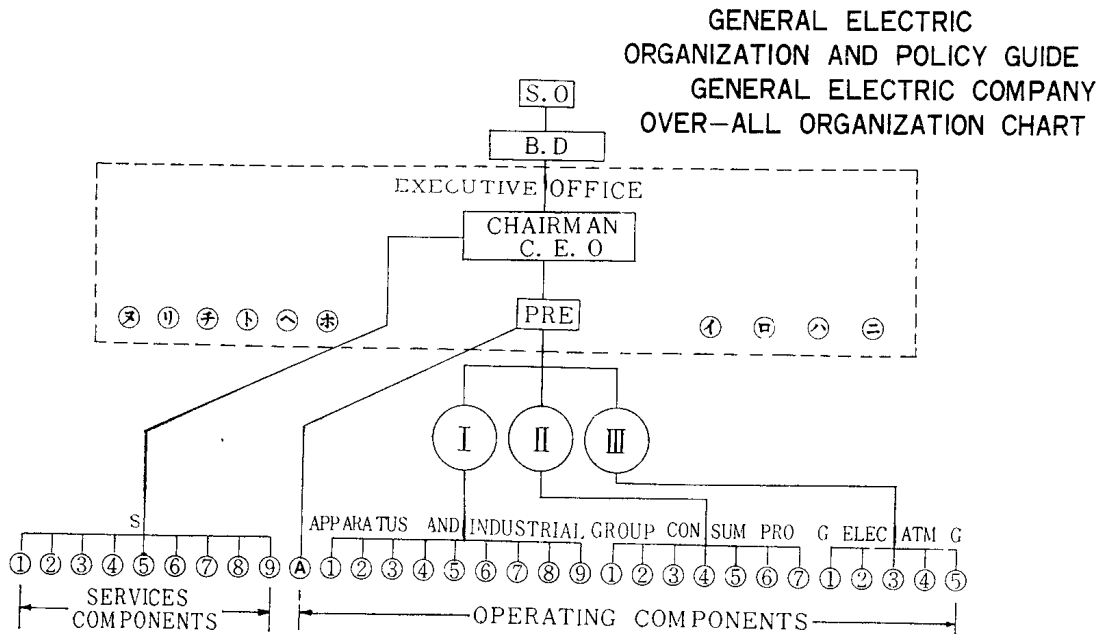 GENERAL ELECTRIC
ORGANIZATION AND POLICY GUIDE
GENERAL ELECTRIC COMPANY
OVER-ALL ORGANIZATION CHART
S.O
B.D
EXECUTIVE OFFICE
CHAIRMAN
C. E. O
PRE
㋦ ㋷ ㋠ ㋣ ㋬ ㋭
㋑ ㋺ ㋩ ㋥
Ⅰ Ⅱ Ⅲ
S
APPARATUS AND INDUSTRIAL GROUP CON SUM PRO G ELEC ATM G
① ② ③ ④ ⑤ ⑥ ⑦ ⑧ ⑨ Ⓐ ① ② ③ ④ ⑤ ⑥ ⑦ ⑧ ⑨ ① ② ③ ④ ⑤ ⑥ ⑦ ① ② ③ ④ ⑤
SERVICES
COMPONENTS
OPERATING COMPONENTS